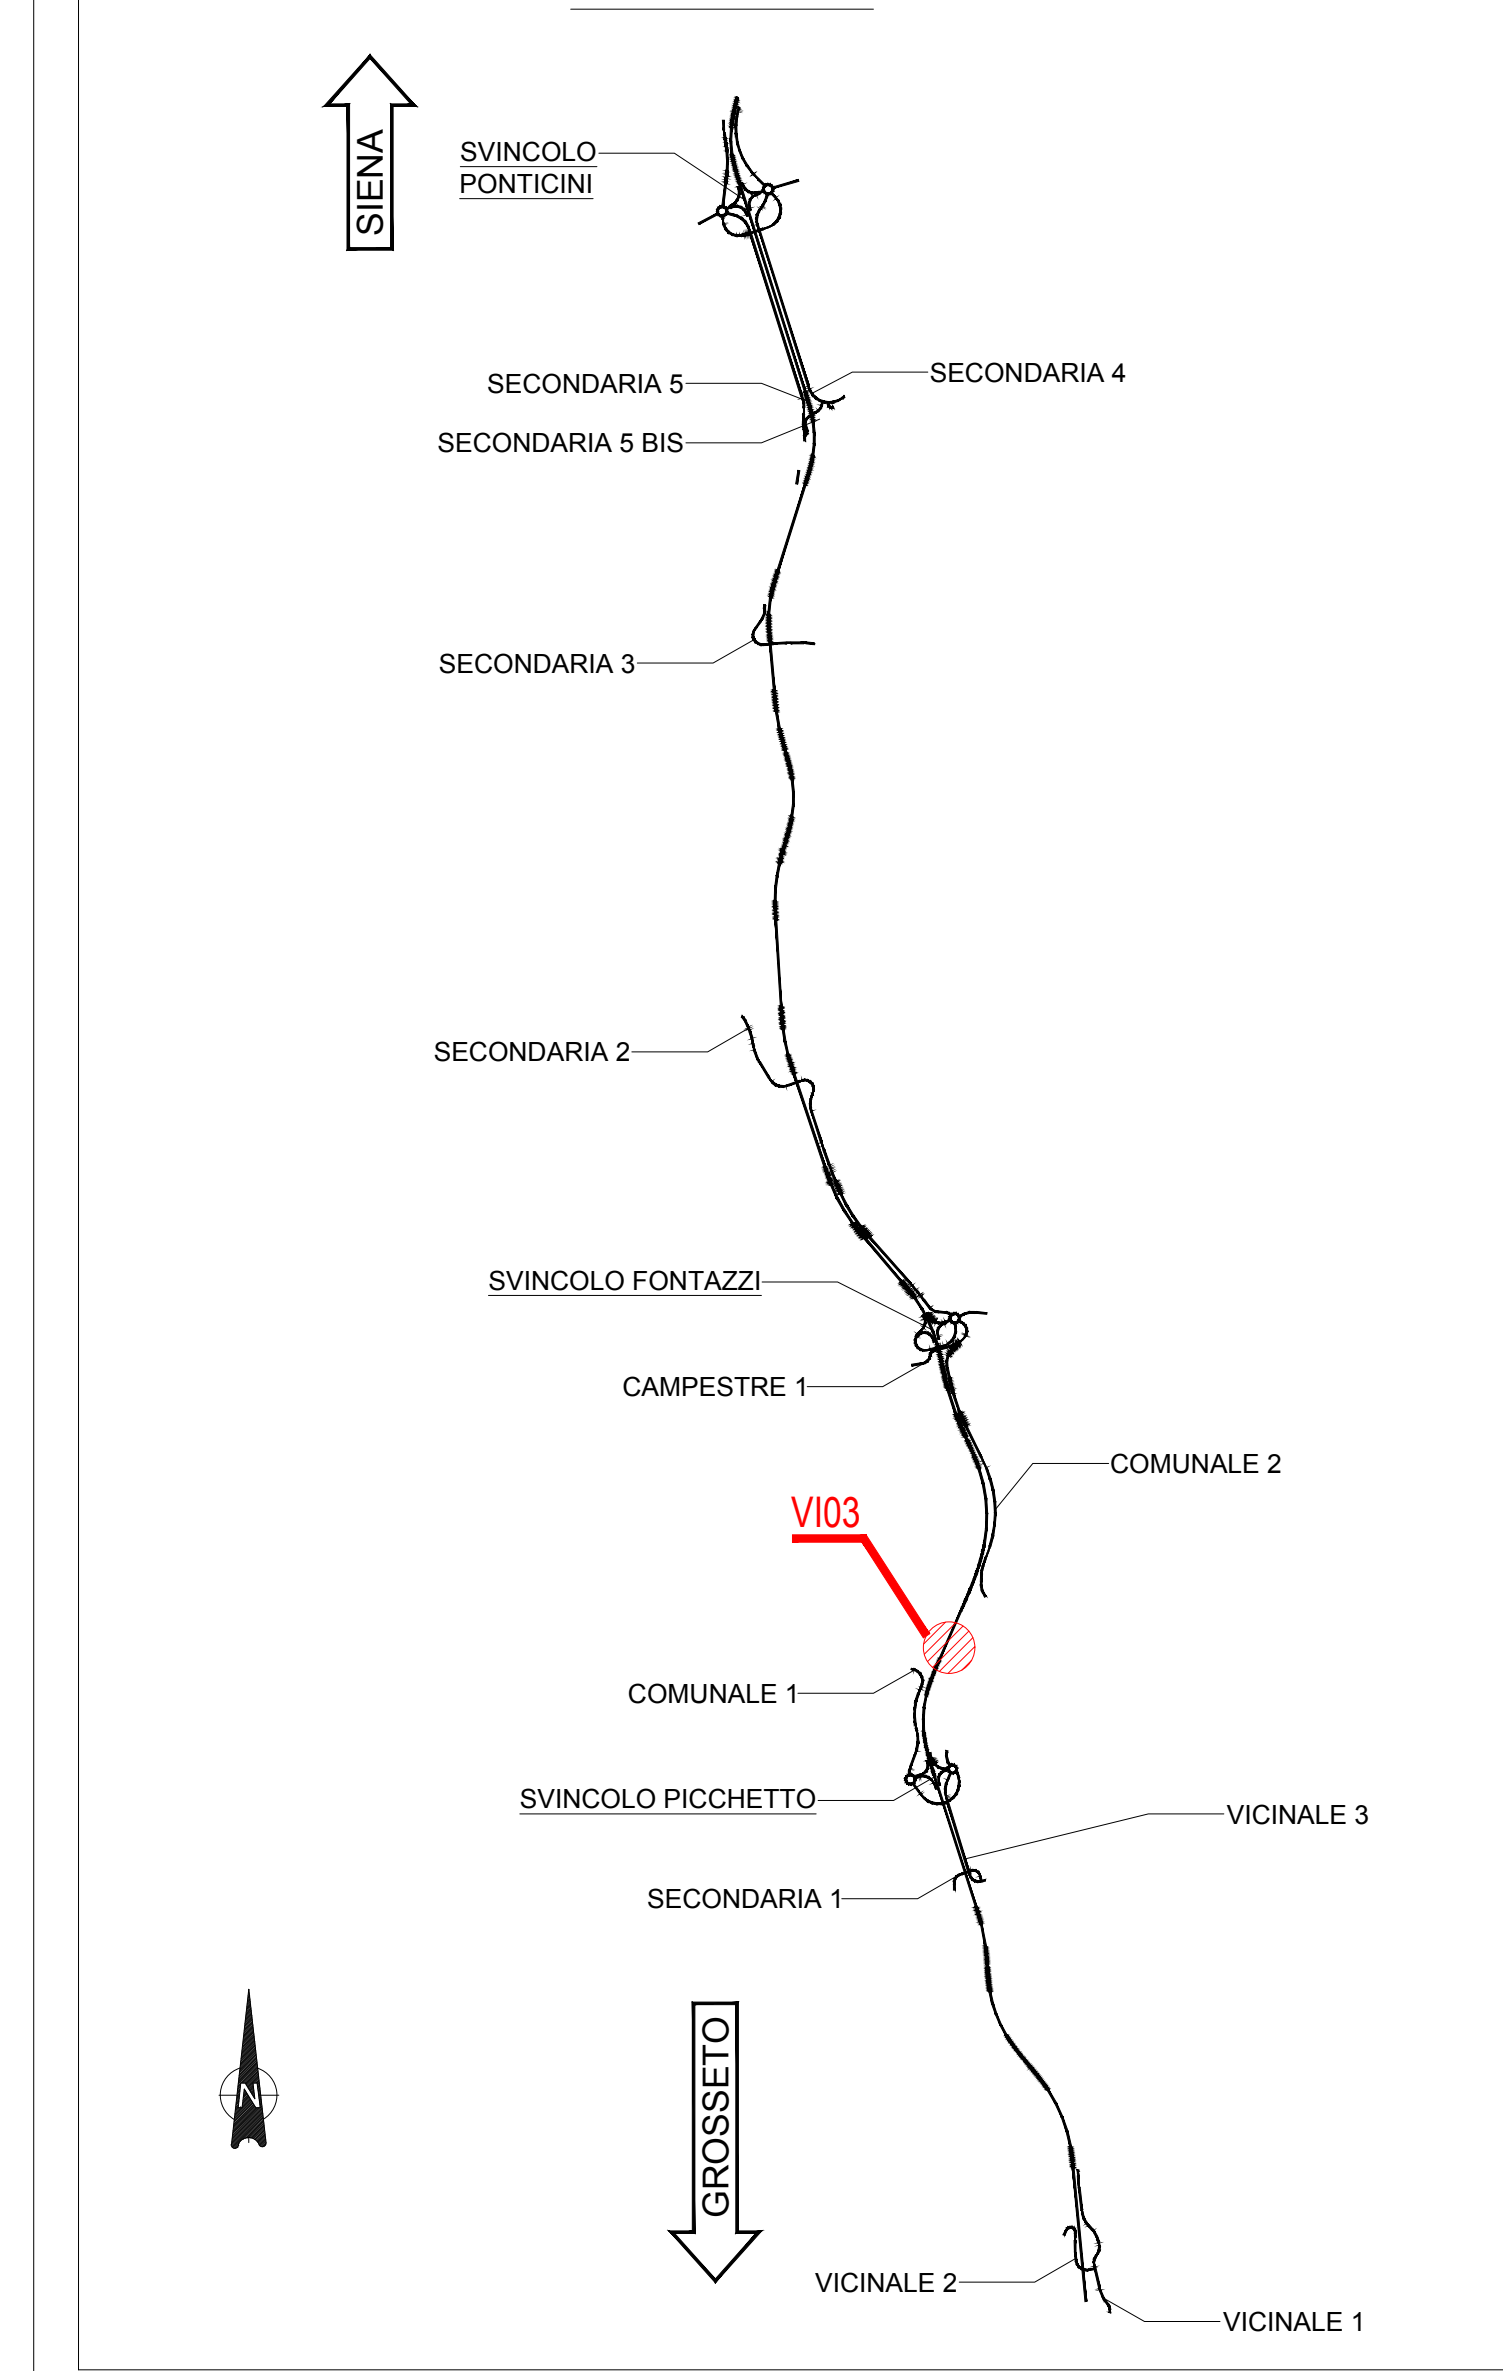 SIENA
SVINCOLO
PONTICINI
SECONDARIA 4
SECONDARIA 5
SECONDARIA 5 BIS
SECONDARIA 3
SECONDARIA 2
SVINCOLO FONTAZZI
CAMPESTRE 1
COMUNALE 2
VI03
COMUNALE 1
SVINCOLO PICCHETTO
VICINALE 3
SECONDARIA 1
GROSSETO
N
VICINALE 2
VICINALE 1